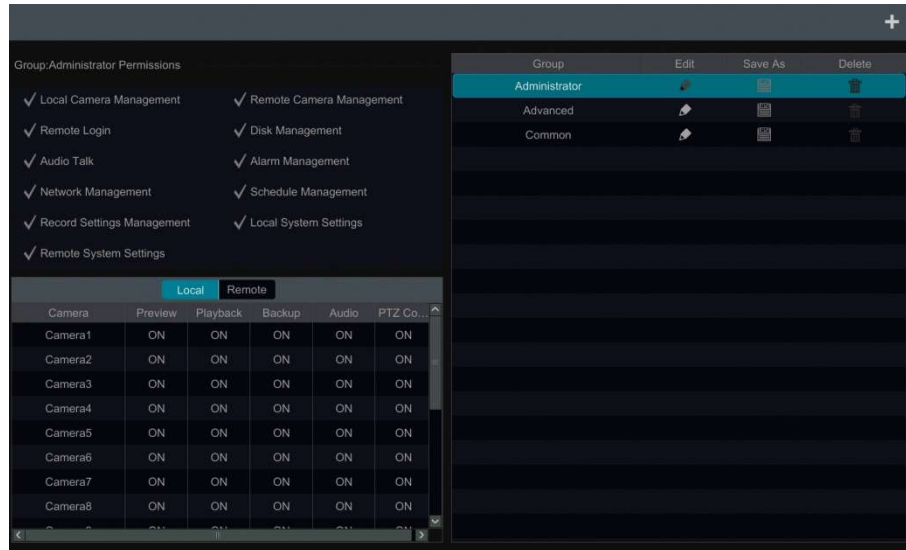 +
Group:Administrator Permissions
Local Camera Management Remote Camera Management
Remote Login Disk Management
Audio Talk Alarm Management
Network Management Schedule Management
Record Settings Management Local System Settings
Remote System Settings
Local Remote
Camera Preview Playback Backup Audio PTZ Co...
Camera1 ON ON ON ON ON
Camera2 ON ON ON ON ON
Camera3 ON ON ON ON ON
Camera4 ON ON ON ON ON
Camera5 ON ON ON ON ON
Camera6 ON ON ON ON ON
Camera7 ON ON ON ON ON
Camera8 ON ON ON ON ON
Group Edit Save As Delete
Administrator
Advanced
Common